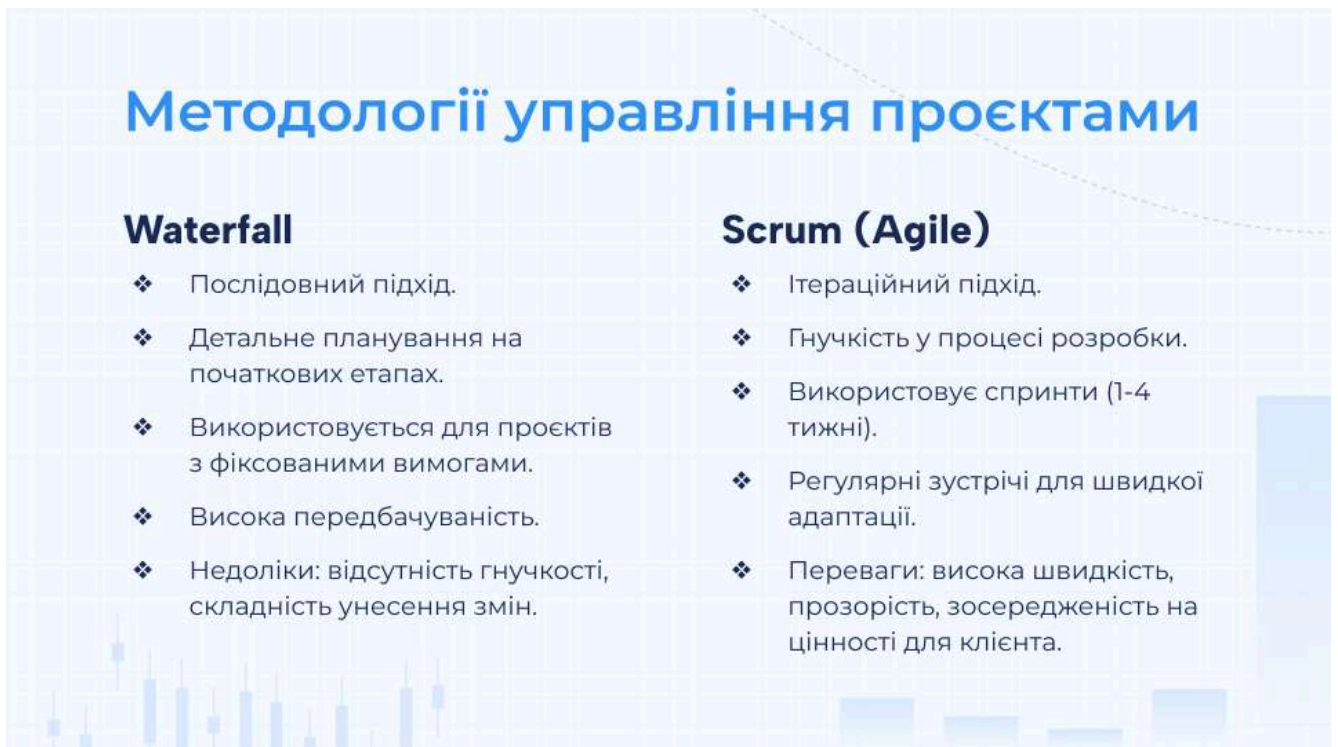 Методології управління проєктами
Waterfall
❖ Послідовний підхід.
❖ Детальне планування на
початкових етапах.
❖ Використовується для проєктів
з фіксованими вимогами.
❖ Висока передбачуваність.
❖ Недоліки: відсутність гнучкості,
складність унесення змін.
Scrum (Agile)
❖ Ітераційний підхід.
❖ Гнучкість у процесі розробки.
❖ Використовує спринти (1-4
тижні).
❖ Регулярні зустрічі для швидкої
адаптації.
❖ Переваги: висока швидкість,
прозорість, зосередженість на
цінності для клієнта.